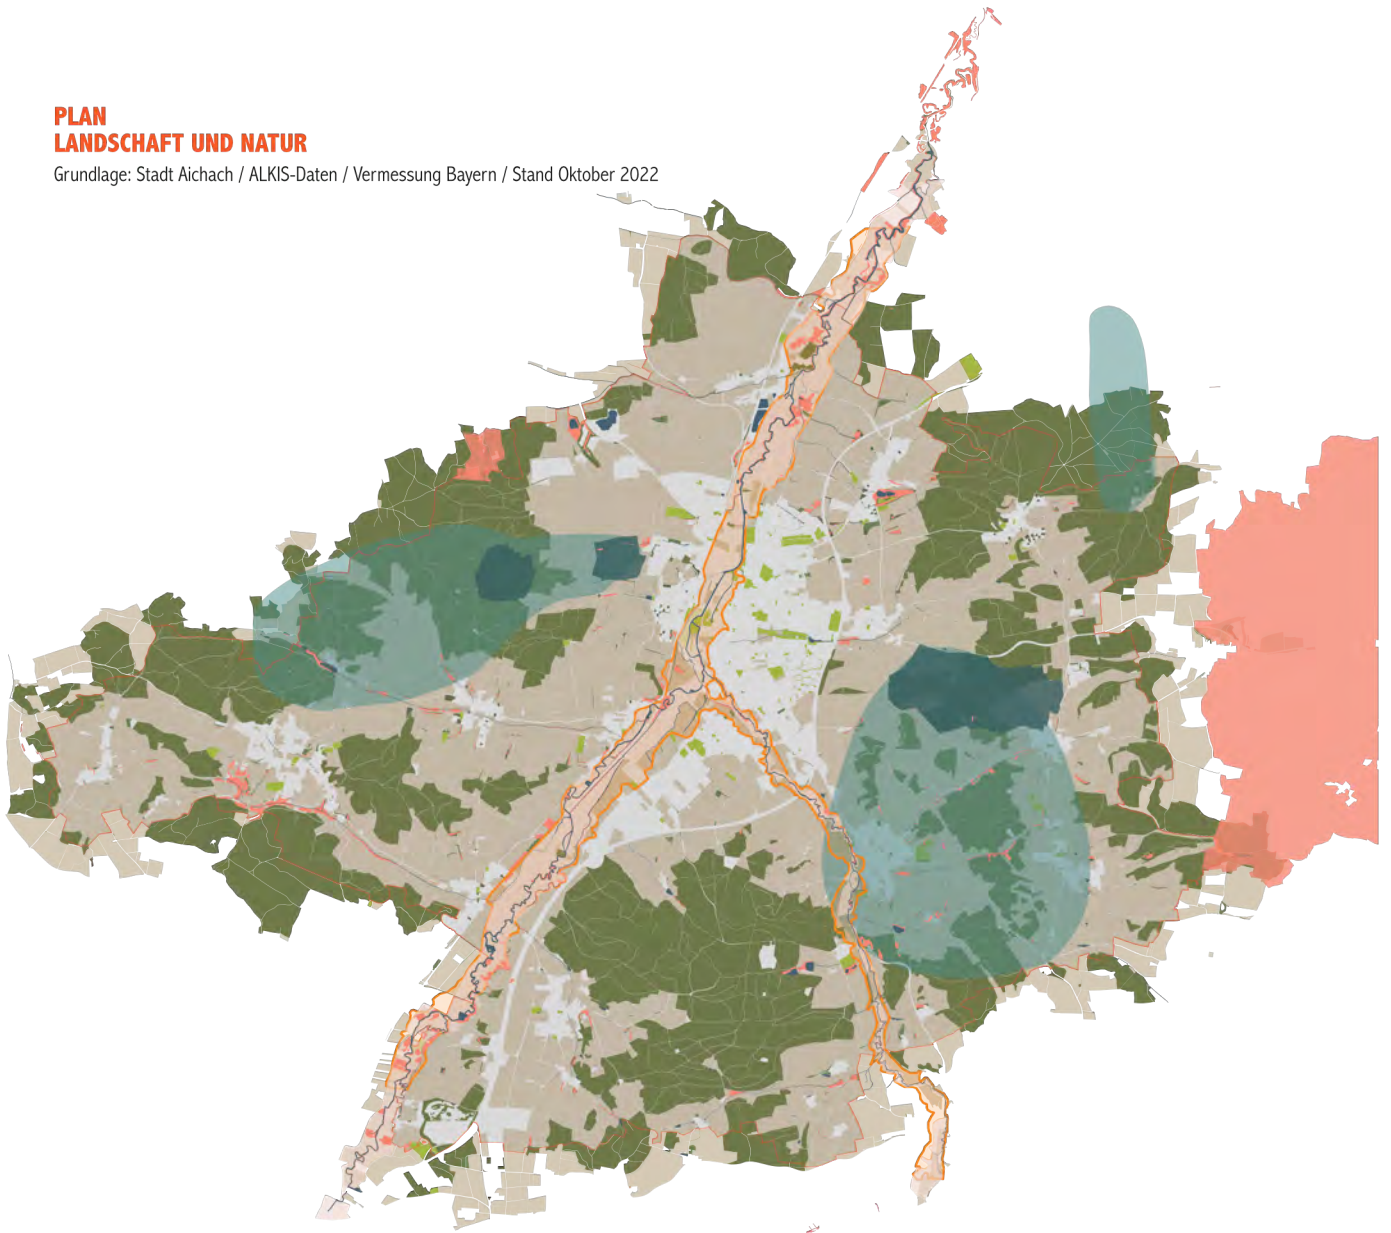 PLAN
LANDSCHAFT UND NATUR
Grundlage: Stadt Aichach / ALKIS-Daten / Vermessung Bayern / Stand Oktober 2022